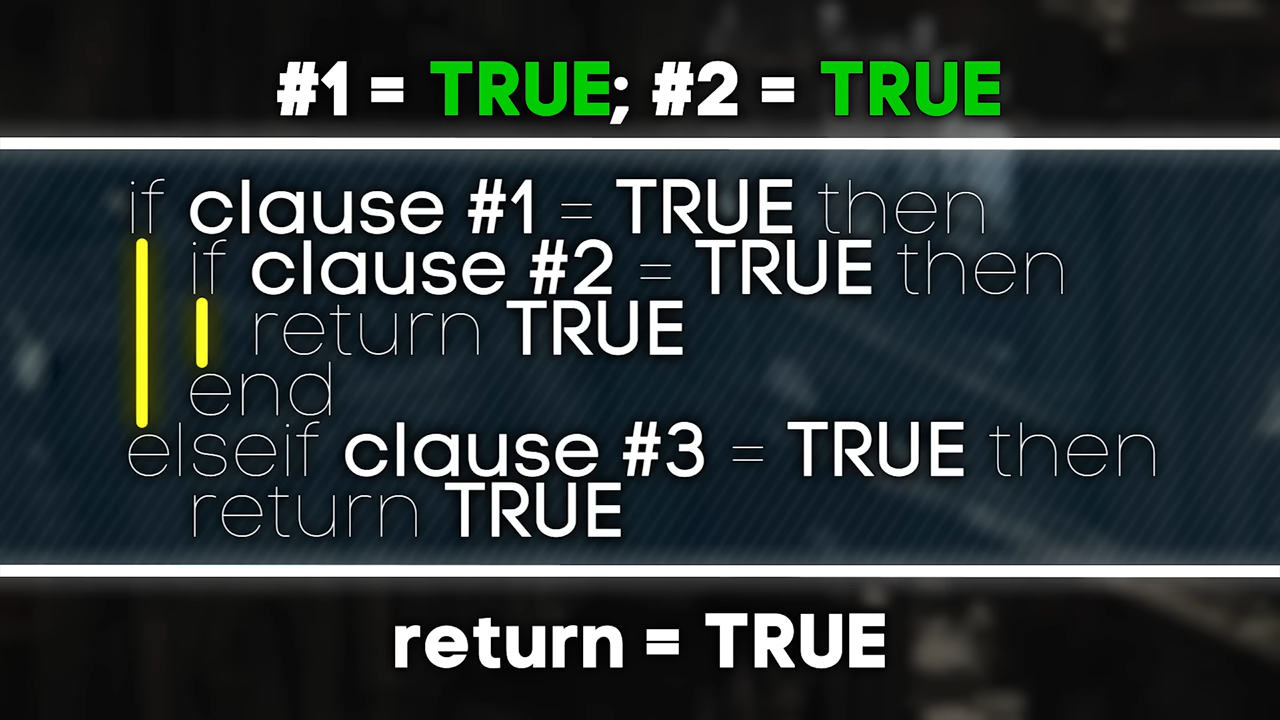 #1 = TRUE; #2 = TRUE
if clause #1 = TRUE then
if clause #2 = TRUE then
return TRUE
end
elseif clause #3 = TRUE then
return TRUE
return = TRUE